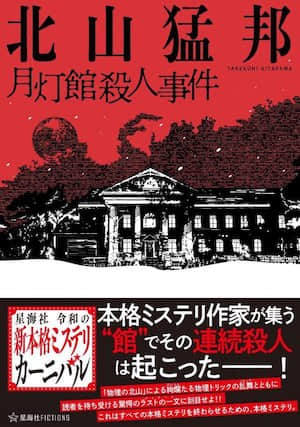 北山猛邦
TAKEKUNI KITAYAMA
月灯館殺人事件
星海社 令和の
新本格ミステリ
カーニバル
本格ミステリ作家が集う
“館”でその連続殺人
は起こった――！
「物理の北山」による絢爛たる物理トリックの乱舞とともに
読者を待ち受ける驚愕のラストの一文に刮目せよ！！
これはすべての本格ミステリを終わらせるための、本格ミステリ。
星海社FICTIONS